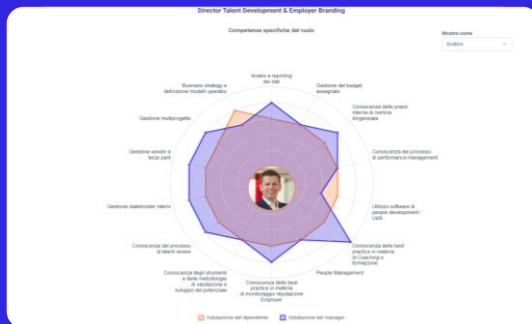 Director Talent Development & Employer Branding
Competenze specifiche del ruolo
Mostra come
Grafico
Analisi e reporting
dei dati
Gestione del budget
assegnato
Conoscenza delle prassi
interne di nomina
dirigenziale
Conoscenza del processo
di performance management
Utilizzo software di
people development /
LMS
Conoscenza delle best
practice in materia
di Coaching e
formazione
People Management
Conoscenza delle best
practice in materia
di monitoraggio reputazione
Employer
Conoscenza degli strumenti
e delle metodologie
di valutazione e
sviluppo del potenziale
Conoscenza del processo
di talent review
Gestione stakeholder interni
Gestione vendor e
terze parti
Gestione multiprogetto
Business strategy e
definizione modelli operativi
Valutazione del dipendente
Valutazione del manager